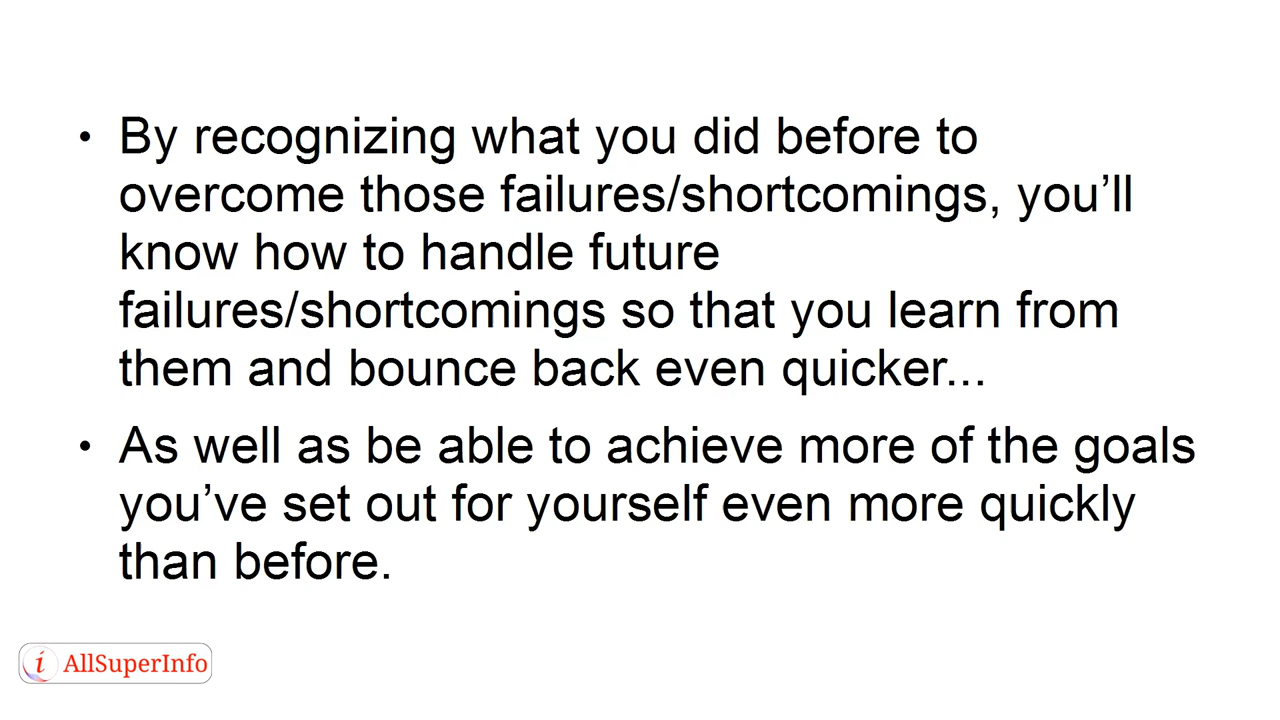 • By recognizing what you did before to
overcome those failures/shortcomings, you’ll
know how to handle future
failures/shortcomings so that you learn from
them and bounce back even quicker...
• As well as be able to achieve more of the goals
you’ve set out for yourself even more quickly
than before.
i AllSuperInfo